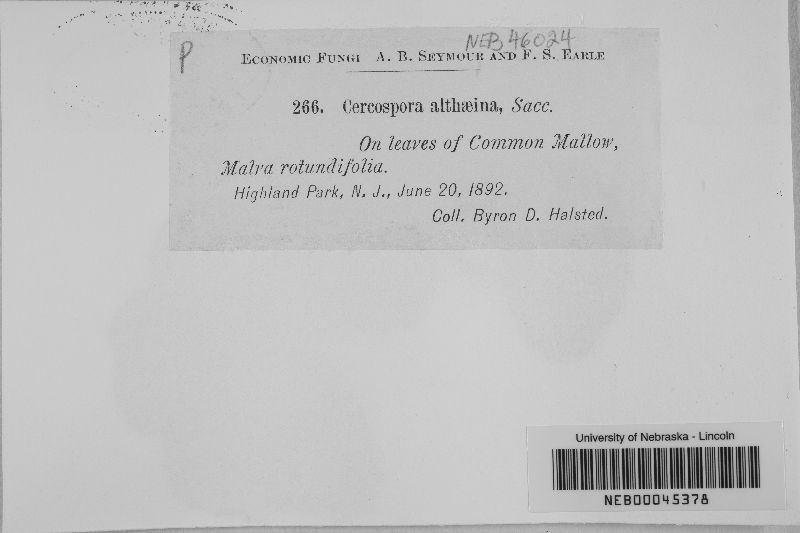 NEB 46024
P
ECONOMIC FUNGI A. B. SEYMOUR AND F. S. EARLE
266. Cercospora althæina, Sacc.
On leaves of Common Mallow,
Malva rotundifolia.
Highland Park, N. J., June 20, 1892.
Coll. Byron D. Halsted.
University of Nebraska - Lincoln
NEB00045378